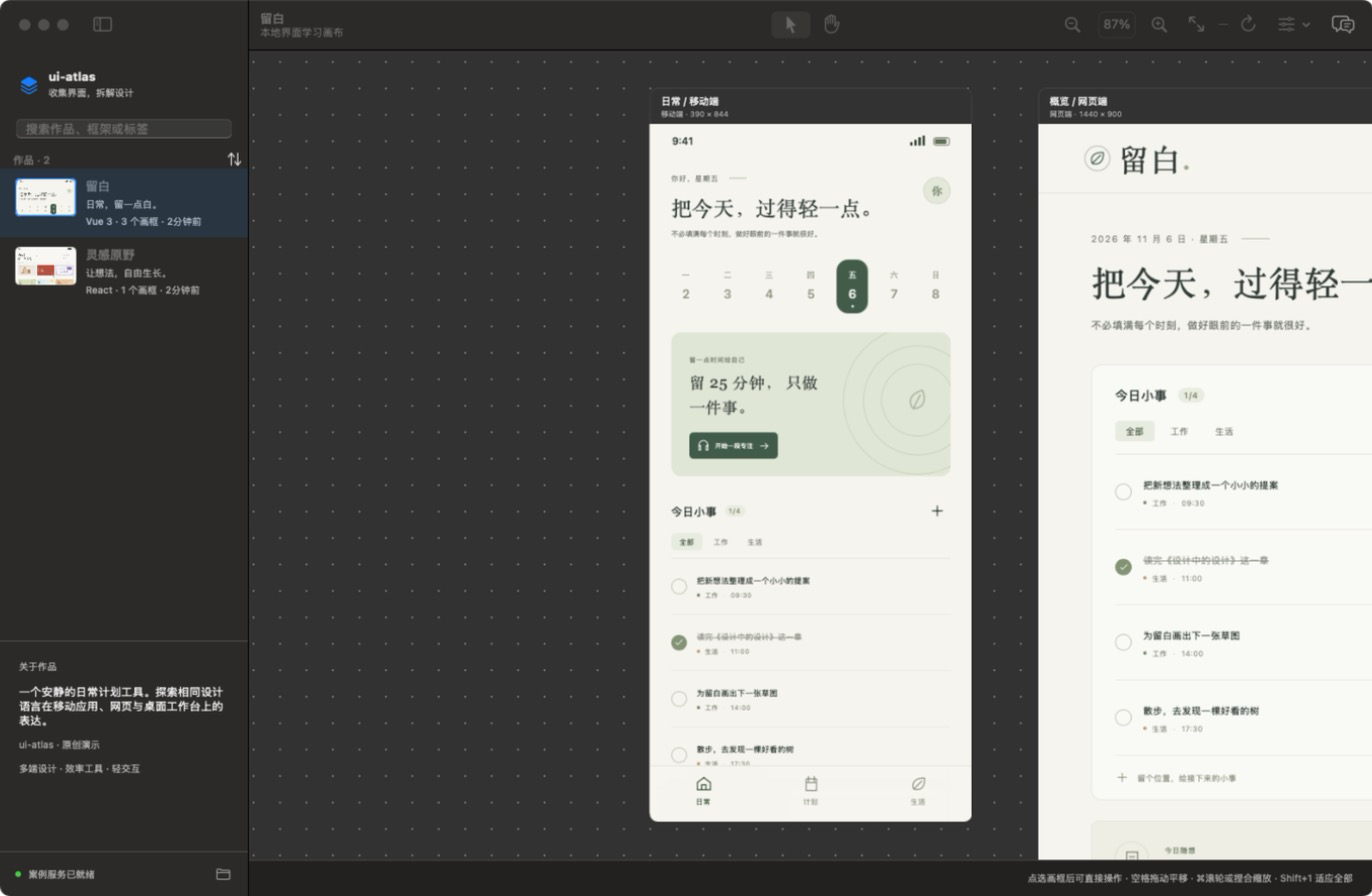 留白
本地界面学习画布
87%
ui-atlas
收集界面，拆解设计
搜索作品、框架或标签
作品 · 2
留白
日常，留一点白。
Vue 3 · 3 个画框 · 2分钟前
灵感原野
让想法，自由生长。
React · 1 个画框 · 2分钟前
关于作品
一个安静的日常计划工具。探索相同设计
语言在移动应用、网页与桌面工作台上的
表达。
ui-atlas · 原创演示
多端设计 · 效率工具 · 轻交互
案例服务已就绪
日常 / 移动端
移动端 · 390 × 844
9:41
你好，星期五
你
把今天，过得轻一点。
不必填满每个时刻，做好眼前的一件事就很好。
一 二 三 四 五 六 日
2 3 4 5 6 7 8
留一点时间给自己
留 25 分钟， 只做
一件事。
开始一段专注
今日小事 1/4
全部 工作 生活
把新想法整理成一个小小的提案
工作 · 09:30
读完《设计中的设计》这一章
生活 · 11:00
为留白画出下一张草图
工作 · 14:00
散步，去发现一棵好看的树
生活 · 17:30
日常 计划 生活
概览 / 网页端
网页端 · 1440 × 900
留白。
2026 年 11 月 6 日 · 星期五
把今天，过得轻一
不必填满每个时刻，做好眼前的一件事就很好。
今日小事 1/4
全部 工作 生活
把新想法整理成一个小小的提案
工作 · 09:30
读完《设计中的设计》这一章
生活 · 11:00
为留白画出下一张草图
工作 · 14:00
散步，去发现一棵好看的树
生活 · 17:30
留个位置，给接下来的小事
今日随想
点选画框后可直接操作 · 空格拖动平移 · ⌘滚轮或捏合缩放 · Shift+1 适应全部